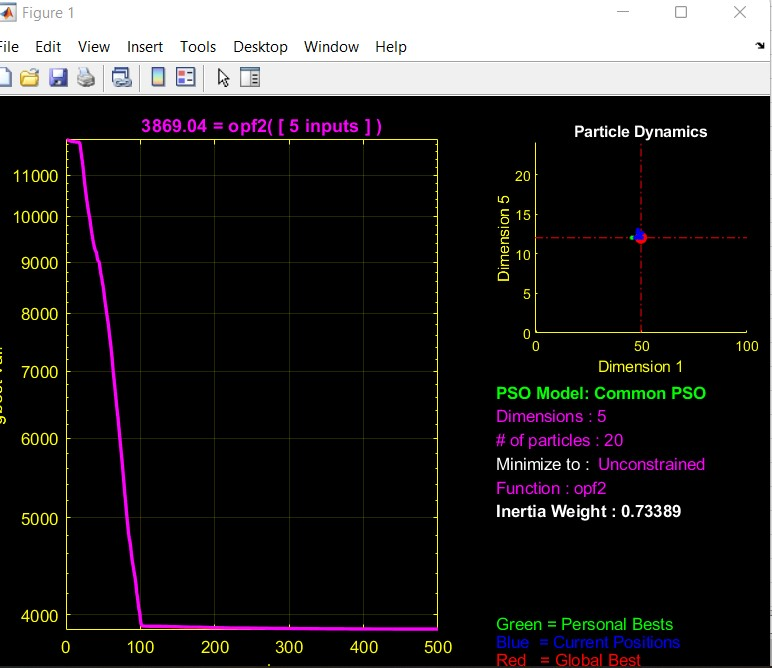 Figure 1
File Edit View Insert Tools Desktop Window Help
3869.04 = opf2( [ 5 inputs ] )
11000
10000
9000
8000
7000
6000
5000
4000
0 100 200 300 400 500
Particle Dynamics
Dimension 5
20
15
10
5
0
0 50 100
Dimension 1
PSO Model: Common PSO
Dimensions : 5
# of particles : 20
Minimize to : Unconstrained
Function : opf2
Inertia Weight : 0.73389
Green = Personal Bests
Blue = Current Positions
Red = Global Best